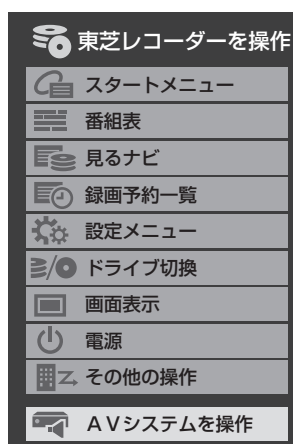 東芝レコーダーを操作
スタートメニュー
番組表
見るナビ
録画予約一覧
設定メニュー
ドライブ切換
画面表示
電源
その他の操作
AVシステムを操作